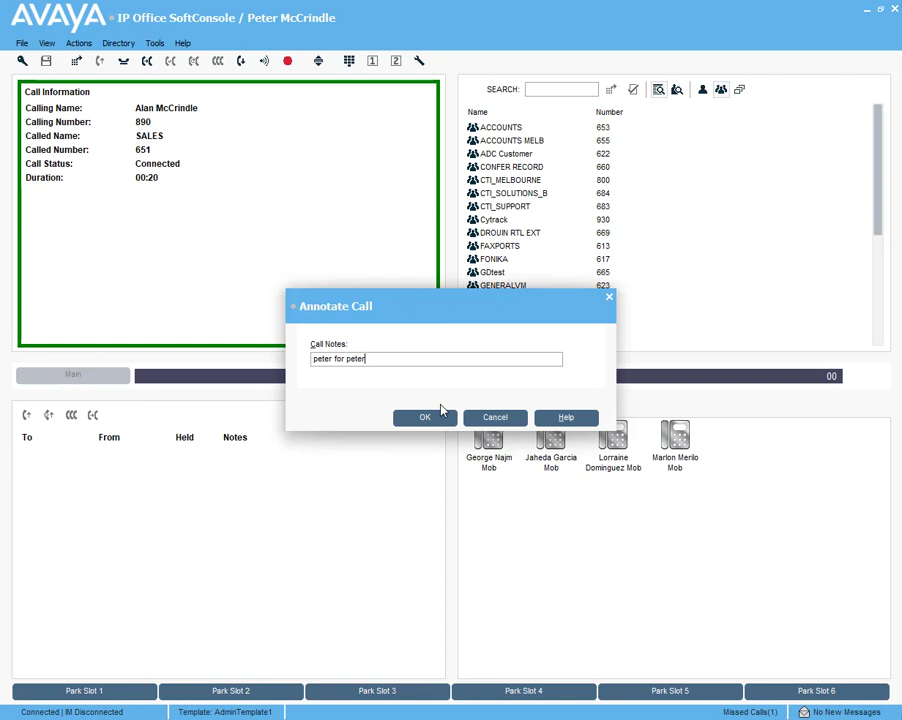 AVAYA IP Office SoftConsole / Peter McCrindle
File View Actions Directory Tools Help
1 2
Call Information
Calling Name: Alan McCrindle
Calling Number: 890
Called Name: SALES
Called Number: 651
Call Status: Connected
Duration: 00:20
SEARCH:
Name Number
ACCOUNTS 653
ACCOUNTS MELB 655
ADC Customer 622
CONFER RECORD 660
CTI_MELBOURNE 800
CTI_SOLUTIONS_B 684
CTI_SUPPORT 683
Cytrack 930
DROUIN RTL EXT 669
FAXPORTS 613
FONIKA 617
GDtest 665
GENERALVM 623
Annotate Call
Call Notes:
peter for peter
OK Cancel Help
Main 00
To From Held Notes
George Najm Mob
Jaheda Garcia Mob
Lorraine Dominguez Mob
Marlon Merilo Mob
Park Slot 1 Park Slot 2 Park Slot 3 Park Slot 4 Park Slot 5 Park Slot 6
Connected | IM Disconnected Template: AdminTemplate1 Missed Calls(1) No New Messages